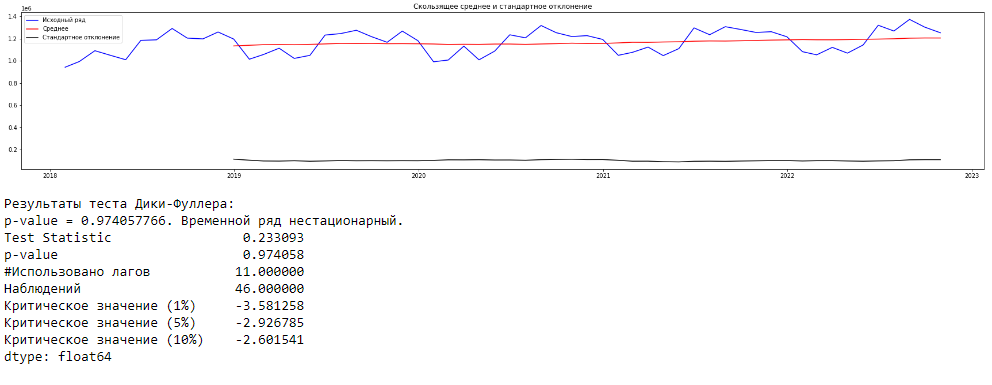 Скользящее среднее и стандартное отклонение
1e6
Исходный ряд
Среднее
Стандартное отклонение
1.4
1.2
1.0
0.8
0.6
0.4
0.2
2018 2019 2020 2021 2022 2023
Результаты теста Дики-Фуллера:
p-value = 0.974057766. Временной ряд нестационарный.
Test Statistic 0.233093
p-value 0.974058
#Использовано лагов 11.000000
Наблюдений 46.000000
Критическое значение (1%) -3.581258
Критическое значение (5%) -2.926785
Критическое значение (10%) -2.601541
dtype: float64